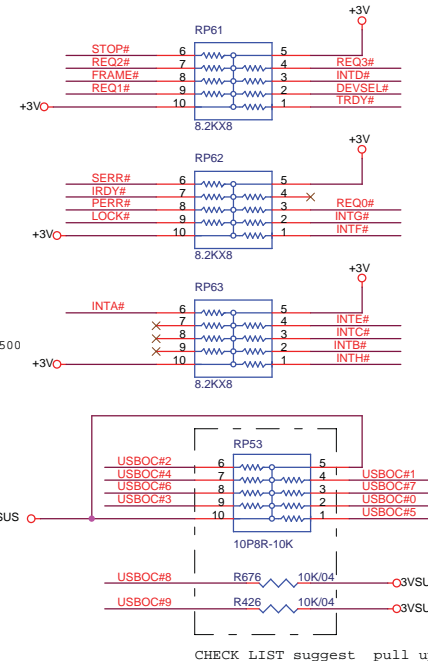 +3V
RP61
STOP# 6 5
REQ2# 7 4 REQ3#
FRAME# 8 3 INTD#
REQ1# 9 2 DEVSEL#
+3V 10 1 TRDY#
8.2KX8
+3V
RP62
SERR# 6 5
IRDY# 7 4
PERR# 8 3 REQ0#
LOCK# 9 2 INTG#
+3V 10 1 INTF#
8.2KX8
+3V
RP63
INTA# 6 5
7 4 INTE#
8 3 INTC#
500 9 2 INTB#
+3V 10 1 INTH#
8.2KX8
RP53
USBOC#2 6 5
USBOC#4 7 4 USBOC#1
USBOC#6 8 3 USBOC#7
USBOC#3 9 2 USBOC#0
SUS 10 1 USBOC#5
10P8R-10K
USBOC#8 R676 10K/04 3VSU
USBOC#9 R426 10K/04 3VSU
CHECK LIST suggest pull u